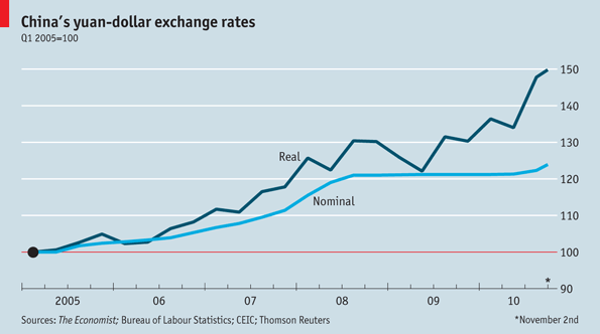 China's yuan-dollar exchange rates
Q1 2005=100
150
140
130
120
110
100
90
Real
Nominal
*
2005 06 07 08 09 10
Sources: The Economist; Bureau of Labour Statistics; CEIC; Thomson Reuters
*November 2nd